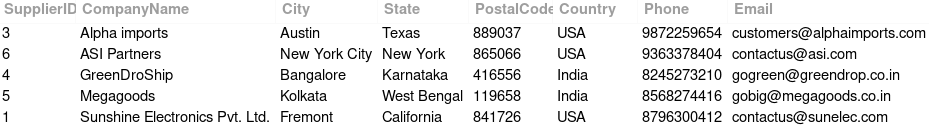 SupplierID CompanyName City State PostalCode Country Phone Email
3 Alpha imports Austin Texas 889037 USA 9872259654 customers@alphaimports.com
6 ASI Partners New York City New York 865066 USA 9363378404 contactus@asi.com
4 GreenDroShip Bangalore Karnataka 416556 India 8245273210 gogreen@greendrop.co.in
5 Megagoods Kolkata West Bengal 119658 India 8568274416 gobig@megagoods.co.in
1 Sunshine Electronics Pvt. Ltd. Fremont California 841726 USA 8796300412 contact@sunelec.com